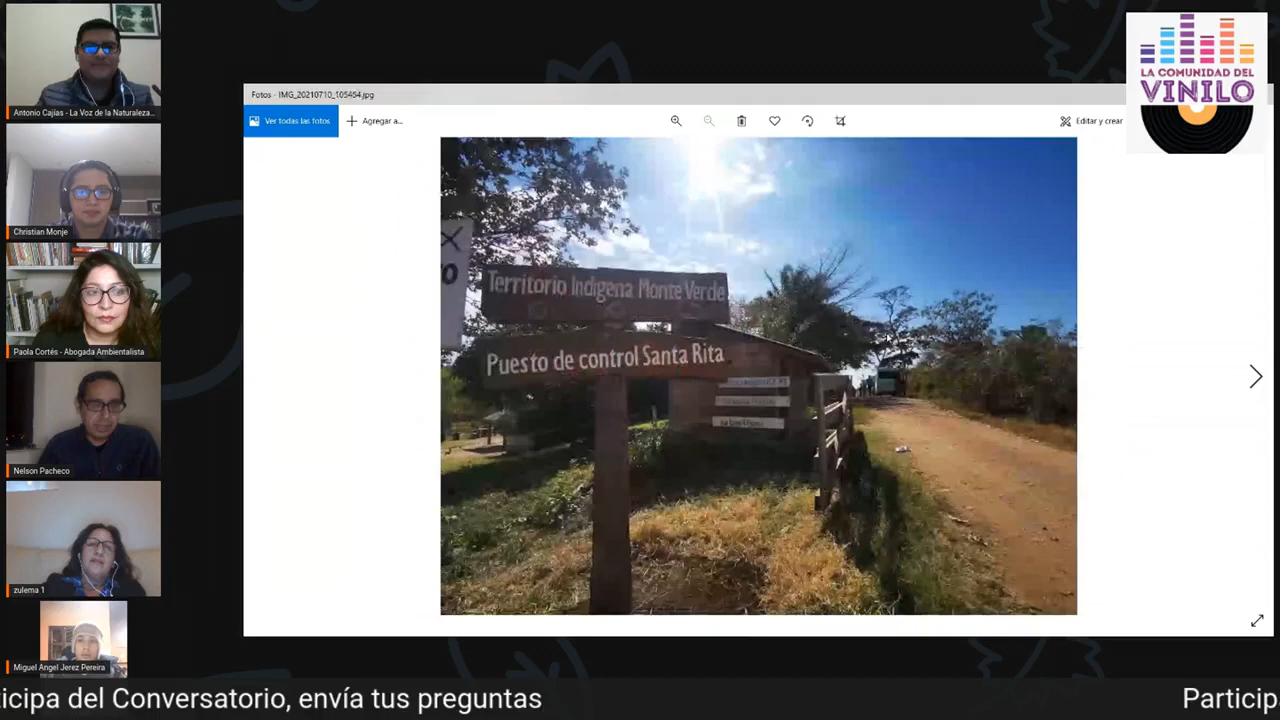 Antonio Cajías - La Voz de la Naturaleza...
Christian Monje
Paola Cortés - Abogada Ambientalista
Nelson Pacheco
zulema 1
Miguel Angel Jerez Pereira
Fotos - IMG_20210710_105454.jpg
Ver todas las fotos
Agregar a...
Editar y crear
LA COMUNIDAD DEL
VINILO
X
O
Territorio Indigena Monte Verde
Puesto de control Santa Rita
ticipa del Conversatorio, envía tus preguntas
Particip